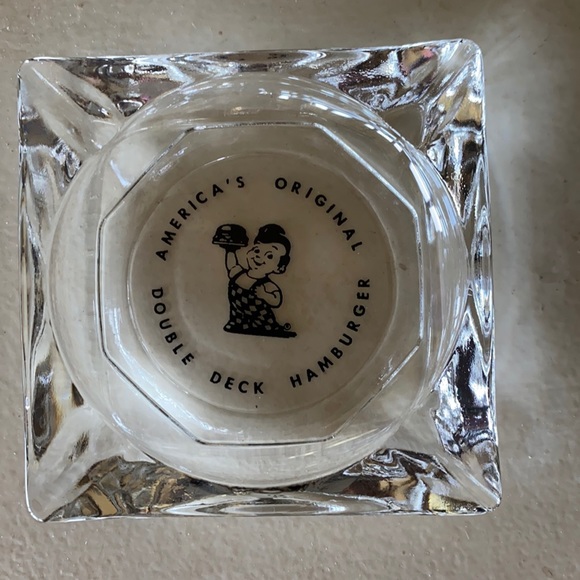 AMERICA'S ORIGINAL
DOUBLE DECK HAMBURGER
®